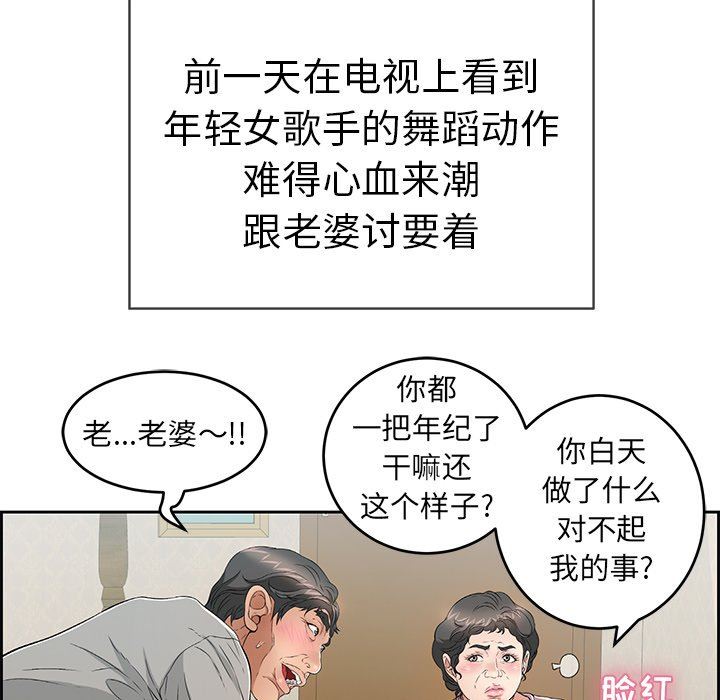 前一天在电视上看到
年轻女歌手的舞蹈动作
难得心血来潮
跟老婆讨要着
老...老婆～!!
你都
一把年纪了
干嘛还
这个样子?
你白天
做了什么
对不起
我的事?
脸红